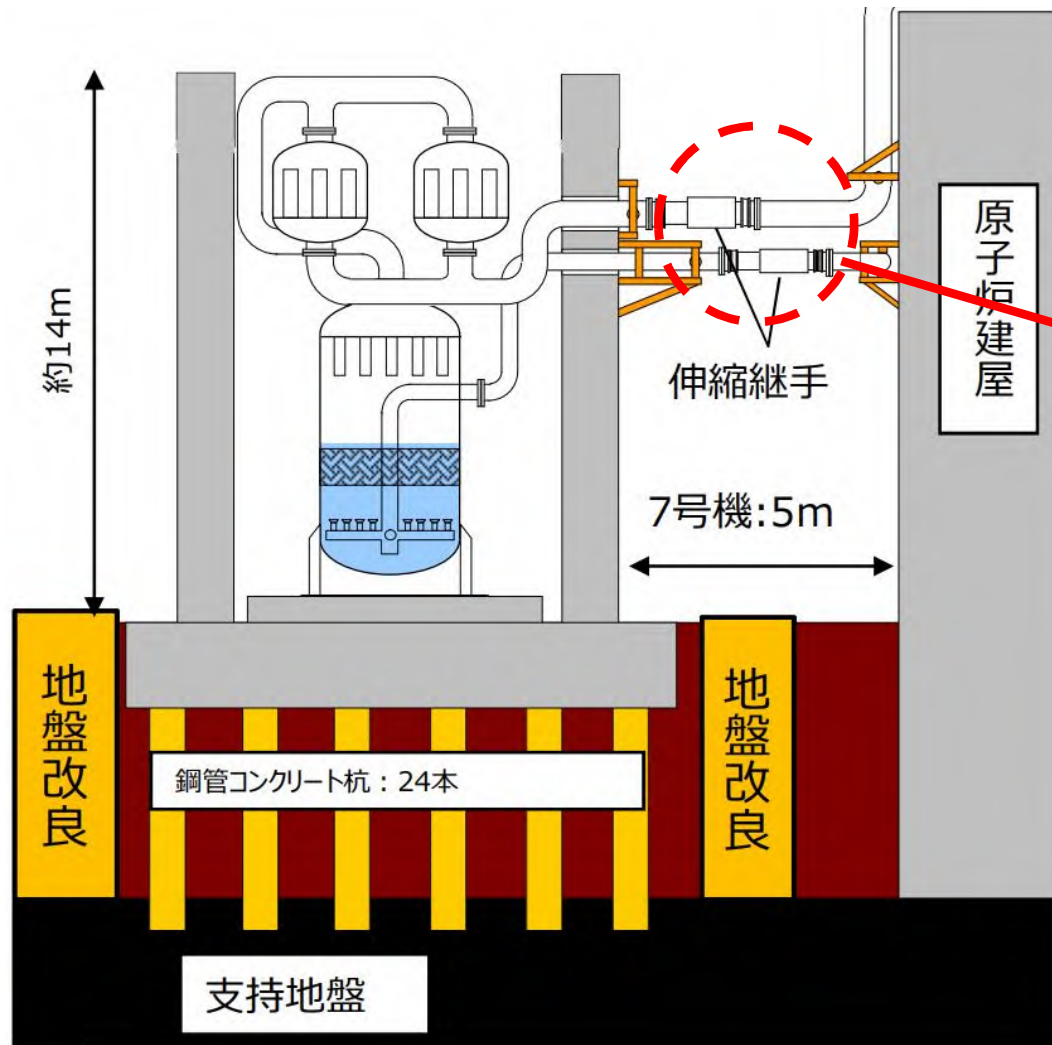 約14m
伸縮継手
原子炉建屋
7号機:5m
地盤改良
地盤改良
鋼管コンクリート杭：24本
支持地盤